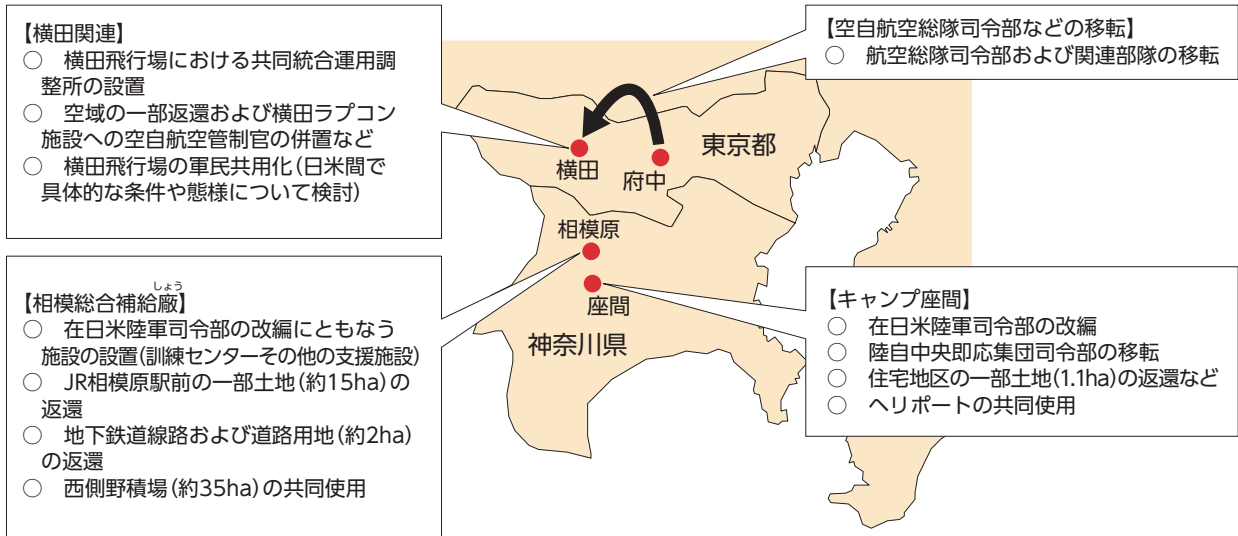 【横田関連】
○　横田飛行場における共同統合運用調
整所の設置
○　空域の一部返還および横田ラプコン
施設への空自航空管制官の併置など
○　横田飛行場の軍民共用化(日米間で
具体的な条件や態様について検討)
【空自航空総隊司令部などの移転】
○　航空総隊司令部および関連部隊の移転
東京都
横田
府中
相模原
座間
神奈川県
しょう
【相模総合補給廠】
○　在日米陸軍司令部の改編にともなう
施設の設置(訓練センターその他の支援施設)
○　JR相模原駅前の一部土地(約15ha)の
返還
○　地下鉄道線路および道路用地(約2ha)
の返還
○　西側野積場(約35ha)の共同使用
【キャンプ座間】
○　在日米陸軍司令部の改編
○　陸自中央即応集団司令部の移転
○　住宅地区の一部土地(1.1ha)の返還など
○　ヘリポートの共同使用